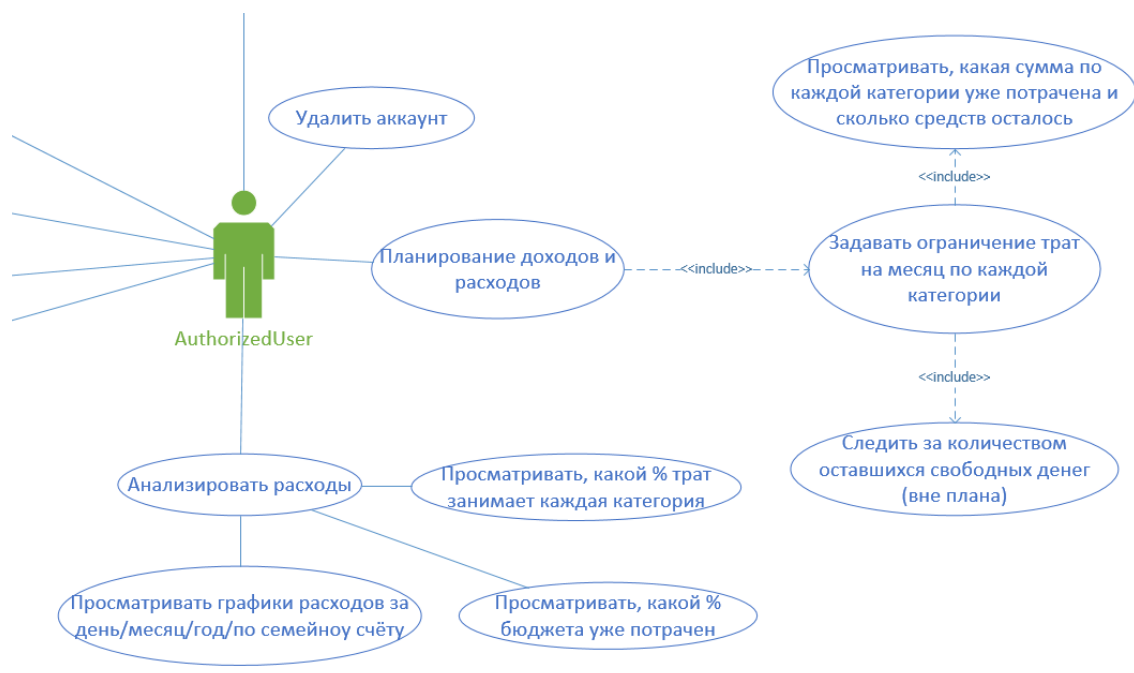 Просматривать, какая сумма по
каждой категории уже потрачена и
сколько средств осталось
Удалить аккаунт
<<include>>
Планирование доходов и
расходов
<<include>>
Задавать ограничение трат
на месяц по каждой
категории
AuthorizedUser
<<include>>
Следить за количеством
оставшихся свободных денег
(вне плана)
Анализировать расходы
Просматривать, какой % трат
занимает каждая категория
Просматривать графики расходов за
день/месяц/год/по семейноу счёту
Просматривать, какой %
бюджета уже потрачен